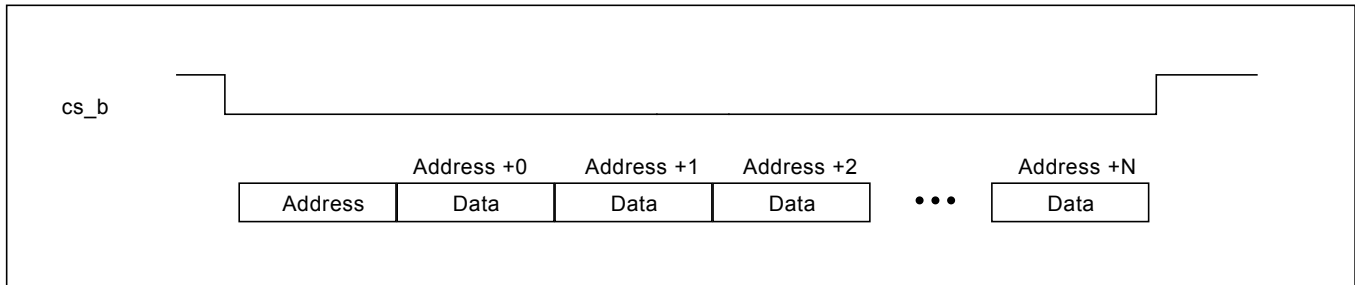 cs_b
Address +0 Address +1 Address +2 Address +N
Address Data Data Data ••• Data